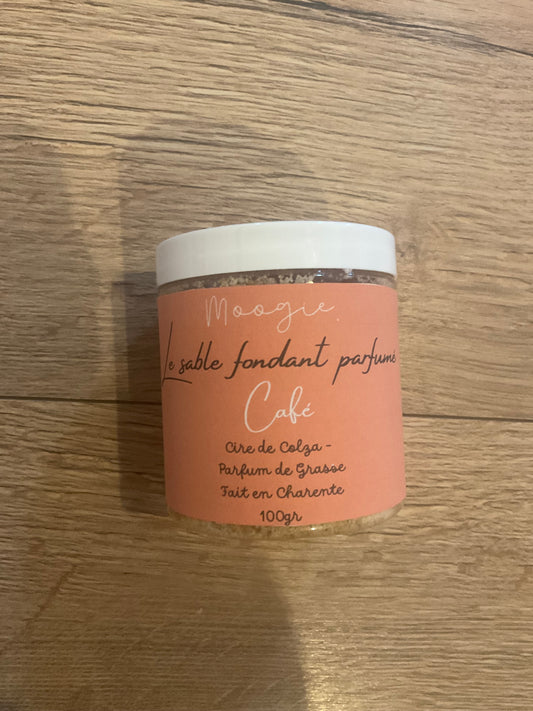 Moogie.
Le sable fondant parfumé
Café
Cire de Colza -
Parfum de Grasse
Fait en Charente
100gr